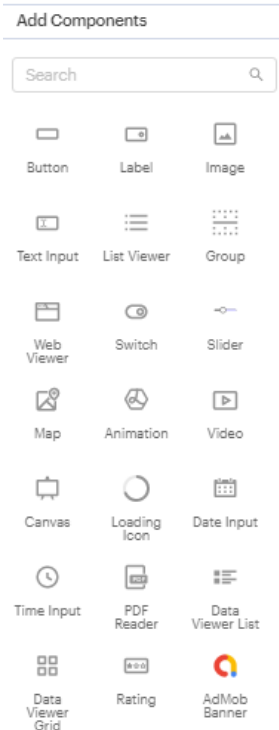 Add Components
Search
Button Label Image
Text Input List Viewer Group
Web Switch Slider
Viewer
Map Animation Video
Canvas Loading Date Input
Icon
Time Input PDF Data
Reader Viewer List
Data Rating AdMob
Viewer Banner
Grid